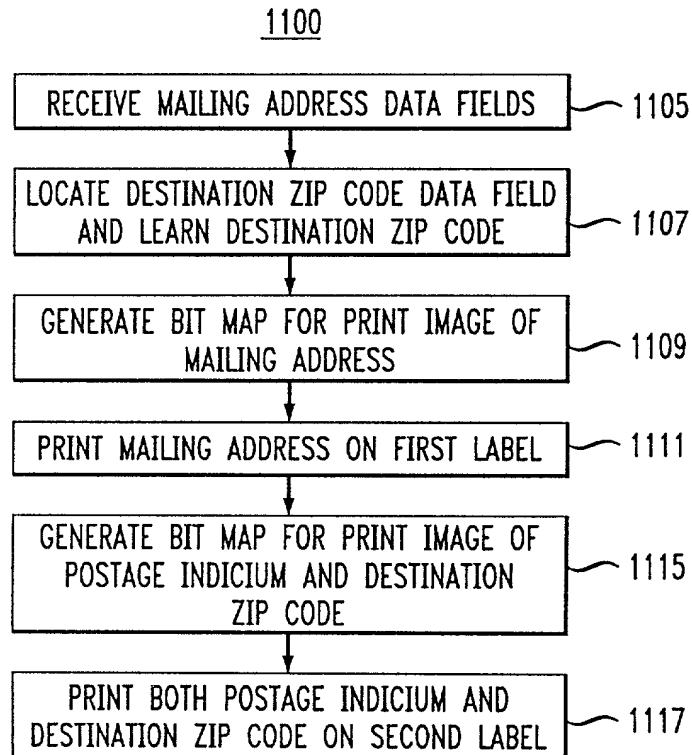 1100
RECEIVE MAILING ADDRESS DATA FIELDS
1105
LOCATE DESTINATION ZIP CODE DATA FIELD
AND LEARN DESTINATION ZIP CODE
1107
GENERATE BIT MAP FOR PRINT IMAGE OF
MAILING ADDRESS
1109
PRINT MAILING ADDRESS ON FIRST LABEL
1111
GENERATE BIT MAP FOR PRINT IMAGE OF
POSTAGE INDICIUM AND DESTINATION
ZIP CODE
1115
PRINT BOTH POSTAGE INDICIUM AND
DESTINATION ZIP CODE ON SECOND LABEL
1117